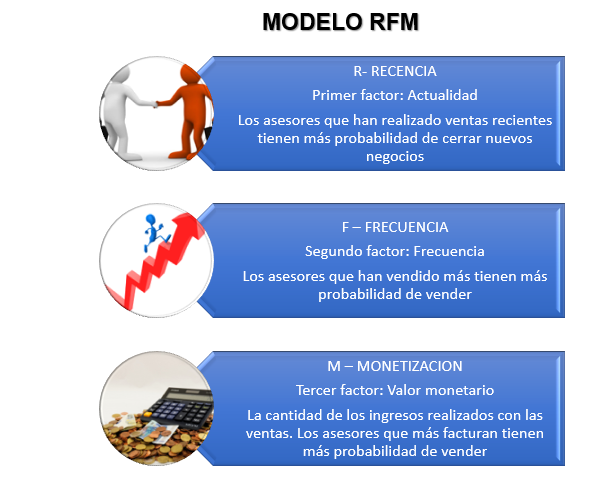 MODELO RFM
R- RECENCIA
Primer factor: Actualidad
Los asesores que han realizado ventas recientes
tienen más probabilidad de cerrar nuevos
negocios
F – FRECUENCIA
Segundo factor: Frecuencia
Los asesores que han vendido más tienen más
probabilidad de vender
M – MONETIZACION
Tercer factor: Valor monetario
La cantidad de los ingresos realizados con las
ventas. Los asesores que más facturan tienen
más probabilidad de vender